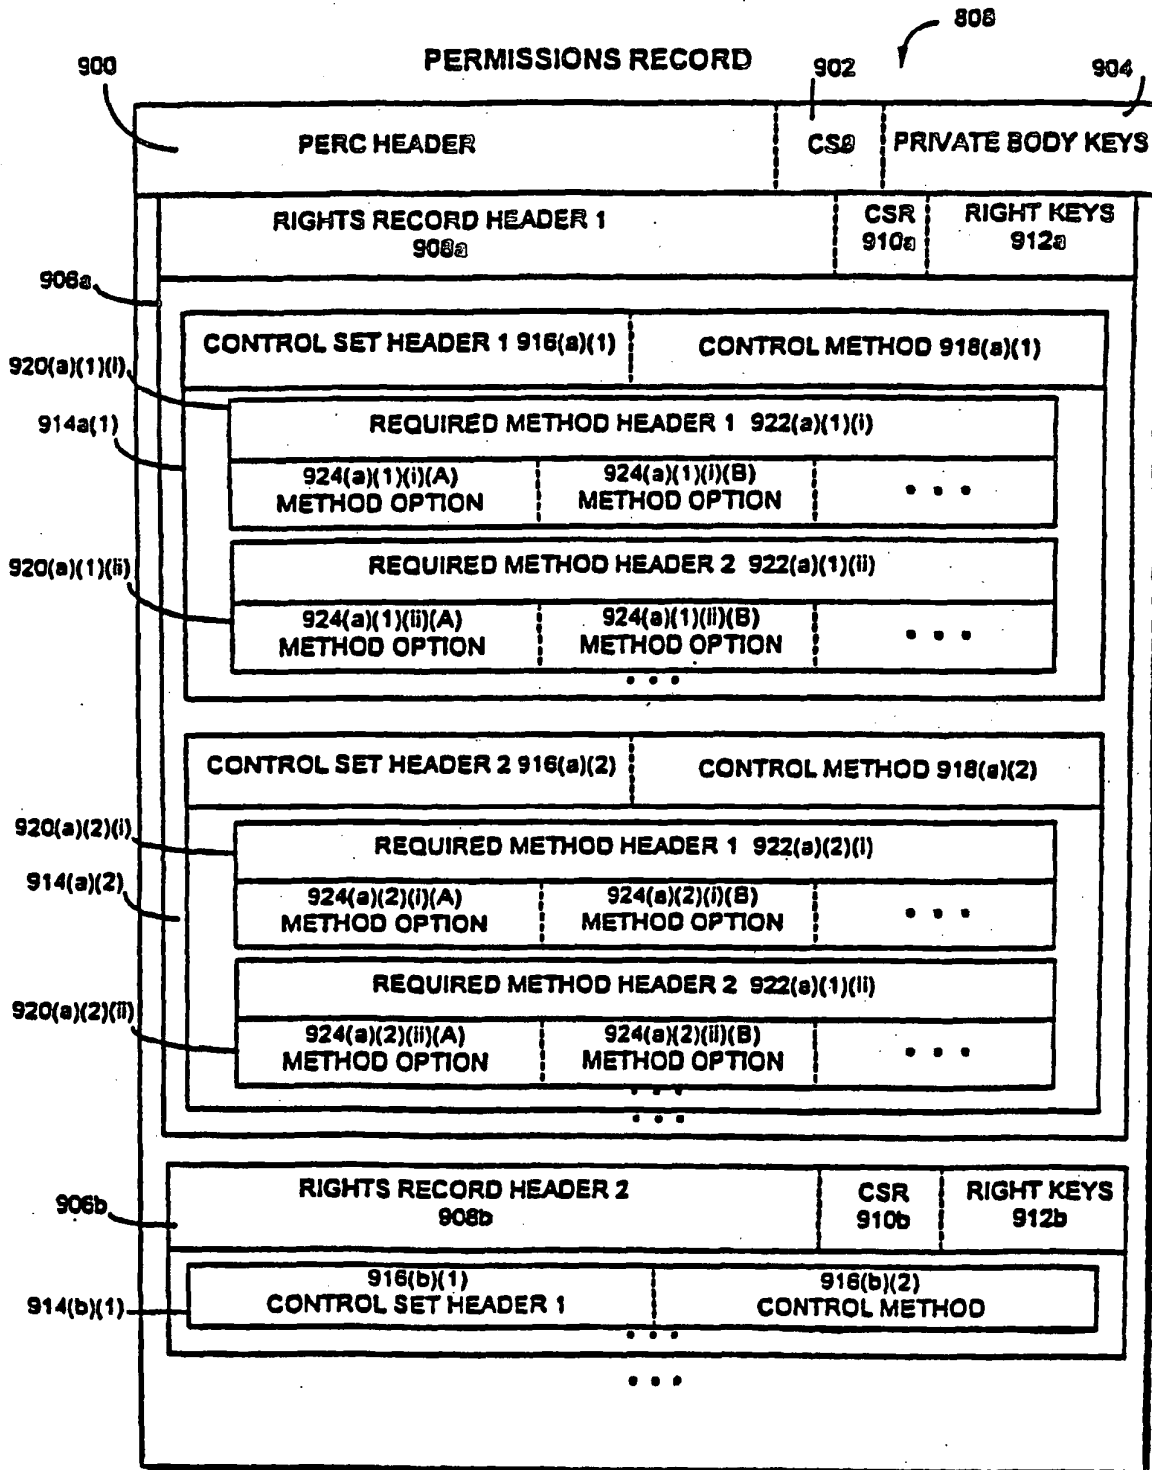 808
PERMISSIONS RECORD
900
902
904
PERC HEADER
CS0
PRIVATE BODY KEYS
RIGHTS RECORD HEADER 1
908a
CSR
910a
RIGHT KEYS
912a
906a
CONTROL SET HEADER 1 916(a)(1)
CONTROL METHOD 918(a)(1)
920(a)(1)(i)
914a(1)
REQUIRED METHOD HEADER 1 922(a)(1)(i)
924(a)(1)(i)(A)
METHOD OPTION
924(a)(1)(i)(B)
METHOD OPTION
• • •
920(a)(1)(ii)
REQUIRED METHOD HEADER 2 922(a)(1)(ii)
924(a)(1)(ii)(A)
METHOD OPTION
924(a)(1)(ii)(B)
METHOD OPTION
• • •
• • •
CONTROL SET HEADER 2 916(a)(2)
CONTROL METHOD 918(a)(2)
920(a)(2)(i)
914(a)(2)
REQUIRED METHOD HEADER 1 922(a)(2)(i)
924(a)(2)(i)(A)
METHOD OPTION
924(a)(2)(i)(B)
METHOD OPTION
• • •
920(a)(2)(ii)
REQUIRED METHOD HEADER 2 922(a)(1)(ii)
924(a)(2)(ii)(A)
METHOD OPTION
924(a)(2)(ii)(B)
METHOD OPTION
• • •
• • •
• • •
906b
RIGHTS RECORD HEADER 2
908b
CSR
910b
RIGHT KEYS
912b
914(b)(1)
916(b)(1)
CONTROL SET HEADER 1
916(b)(2)
CONTROL METHOD
• • •
• • •